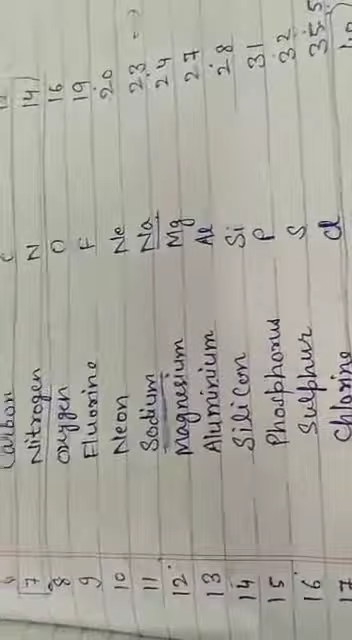 Carbon C
7 Nitrogen N 14
8 Oxygen O 16
9 Fluorine F 19
10 Neon Ne 20
11 Sodium Na 23
12 Magnesium Mg 24
13 Aluminium Al 27
14 Silicon Si 28
15 Phosphorus P 31
16 Sulphur S 32
17 Chlorine Cl 35.5